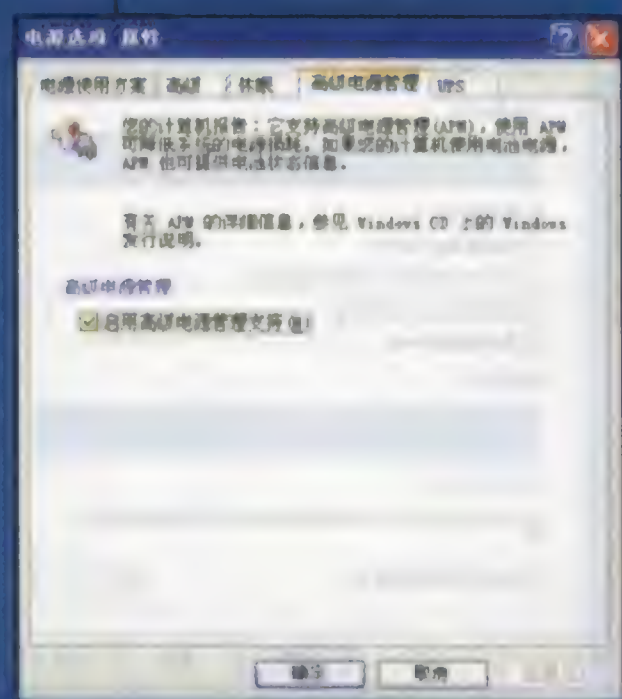 电源选项 属性
电源使用方案 高级 休眠 高级电源管理 UPS
您的计算机报告：它支持高级电源管理(APM)，使用 APM
可降低系统的电源损耗。如果您的计算机使用电池电源，
APM 也可提供电池状态信息。
有关 APM 的详细信息，参见 Windows CD 上的 Windows
发行说明。
高级电源管理
启用高级电源管理支持(E)
确定 取消